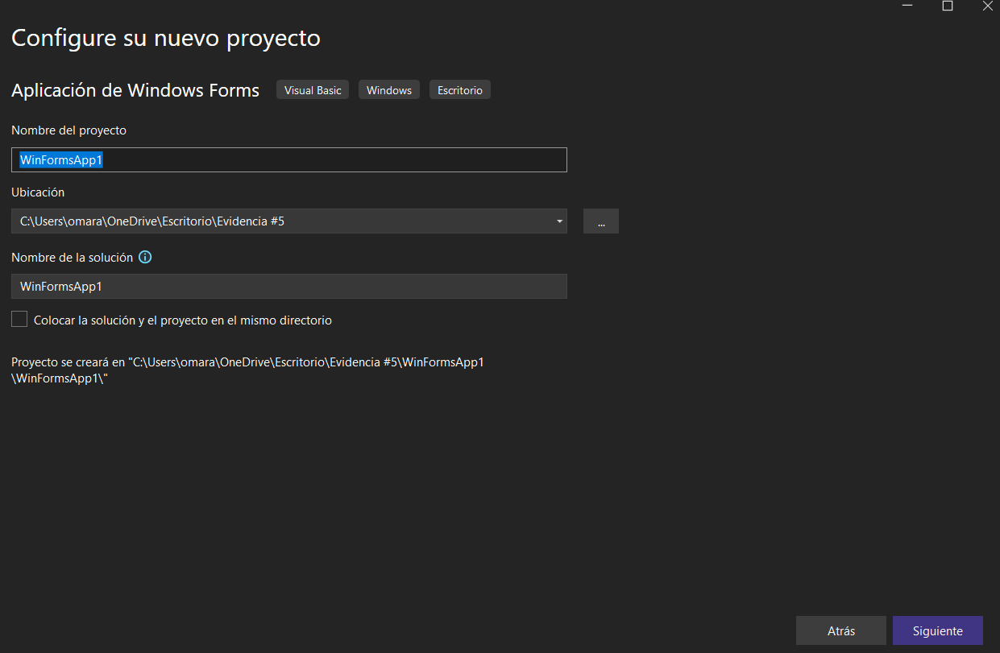 Configure su nuevo proyecto
Aplicación de Windows Forms Visual Basic Windows Escritorio
Nombre del proyecto
WinFormsApp1
Ubicación
C:\Users\omara\OneDrive\Escritorio\Evidencia #5 ...
Nombre de la solución
WinFormsApp1
Colocar la solución y el proyecto en el mismo directorio
Proyecto se creará en "C:\Users\omara\OneDrive\Escritorio\Evidencia #5\WinFormsApp1
\WinFormsApp1\"
Atrás Siguiente